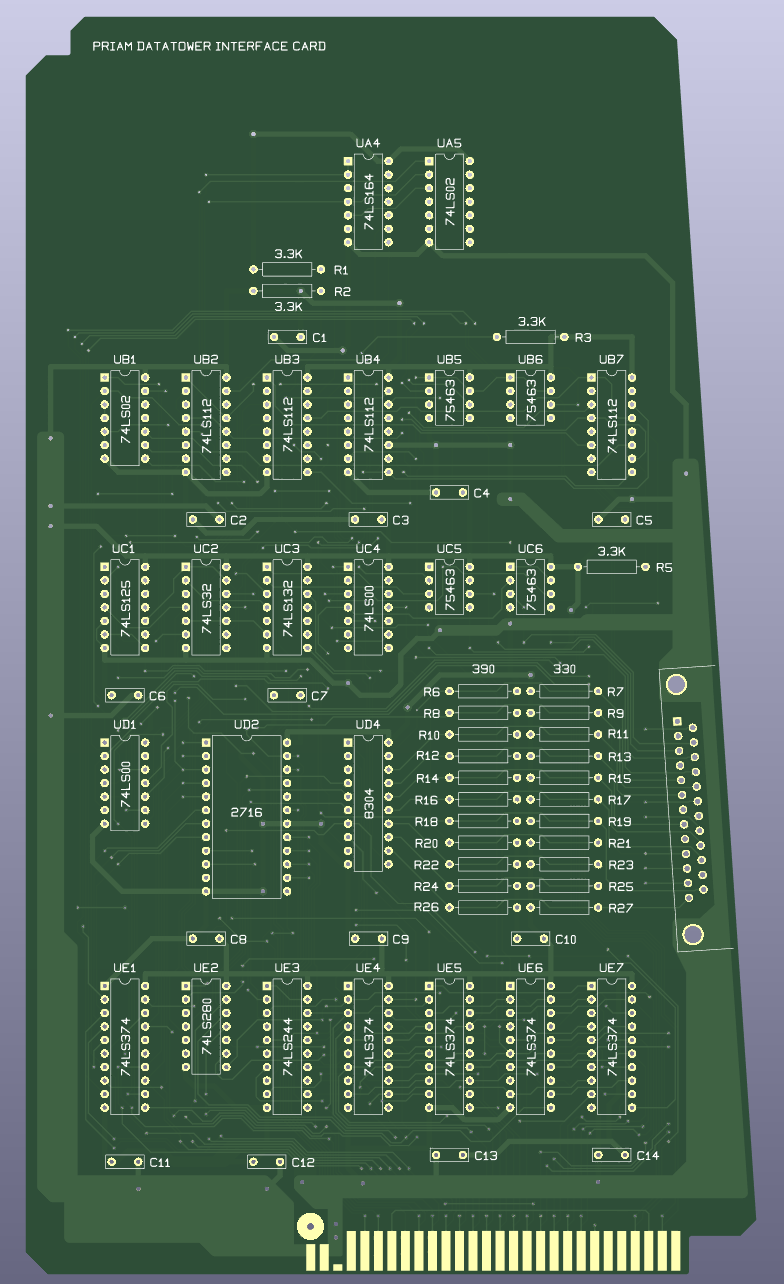 PRIAM DATATOWER INTERFACE CARD
UA4 UA5
74LS164 74LS02
3.3K
R1
R2
3.3K
3.3K
C1 R3
UB1 UB2 UB3 UB4 UB5 UB6 UB7
74LS02 74LS112 74LS112 74LS112 75463 75463 74LS112
C4
C2 C3 C5
UC1 UC2 UC3 UC4 UC5 UC6 3.3K
R5
74LS125 74LS32 74LS132 74LS00 75463 75463
390 330
C6 C7 R6 R7
R8 R9
UD1 UD2 UD4
R10 R11
R12 R13
R14 R15
74LS00 2716 8304
R16 R17
R18 R19
R20 R21
R22 R23
R24 R25
R26 R27
C8 C9 C10
UE1 UE2 UE3 UE4 UE5 UE6 UE7
74LS374 74LS280 74LS244 74LS374 74LS374 74LS374 74LS374
C13 C14
C11 C12